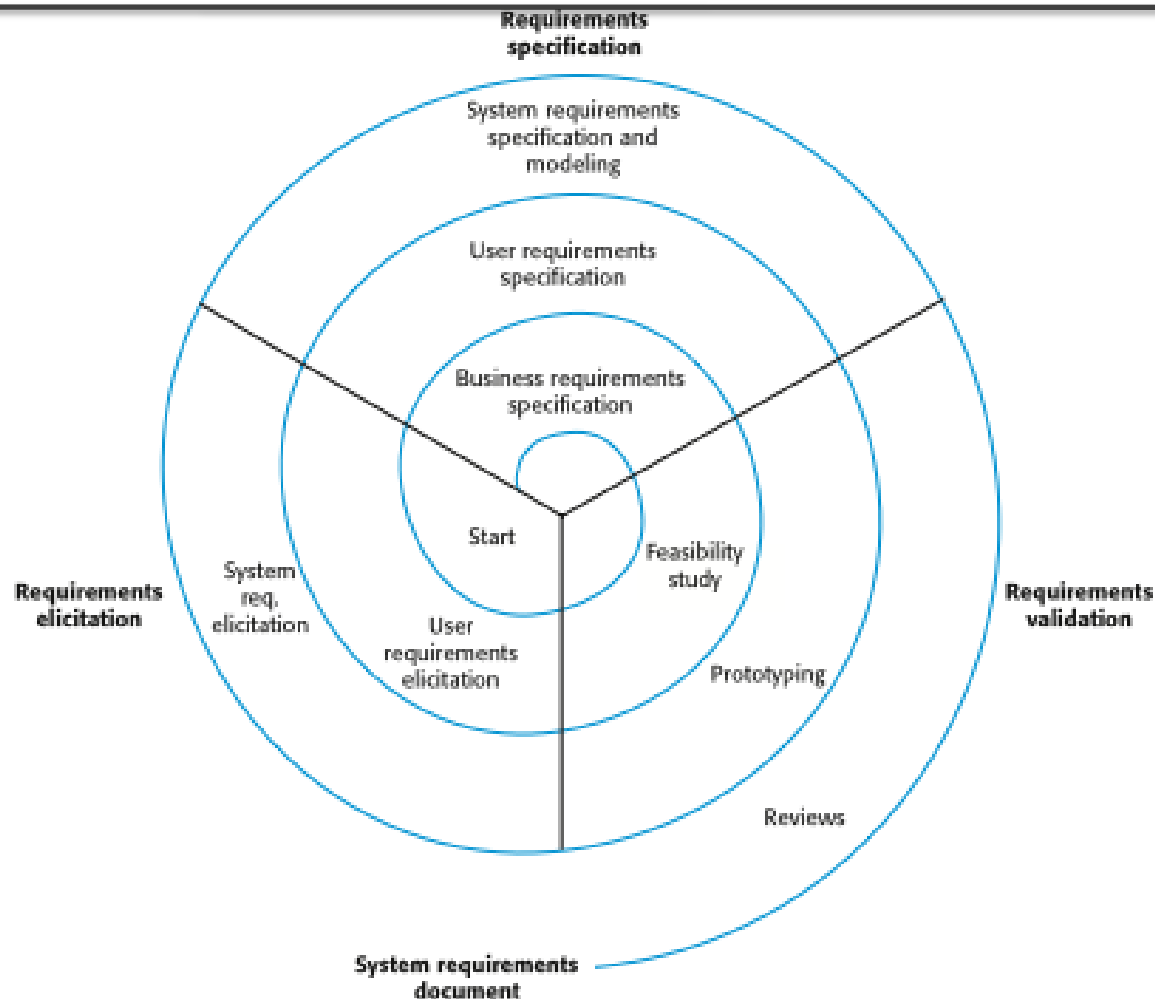 Requirements
specification
System requirements
specification and
modeling
User requirements
specification
Business requirements
specification
Start
Feasibility
study
System
req.
elicitation
Requirements
elicitation
Requirements
validation
User
requirements
elicitation
Prototyping
Reviews
System requirements
document